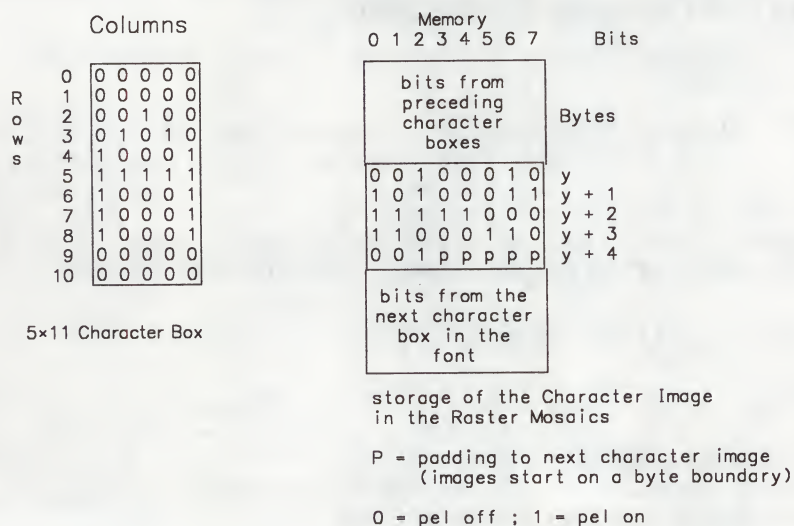 Columns
0 0 0 0 0 0
R 1 0 0 0 0 0
o 2 0 0 1 0 0
w 3 0 1 0 1 0
s 4 1 0 0 0 1
5 1 1 1 1 1
6 1 0 0 0 1
7 1 0 0 0 1
8 1 0 0 0 1
9 0 0 0 0 0
10 0 0 0 0 0
5×11 Character Box
Memory
0 1 2 3 4 5 6 7 Bits
bits from
preceding
character
boxes
Bytes
0 0 1 0 0 0 1 0 y
1 0 1 0 0 0 1 1 y + 1
1 1 1 1 1 0 0 0 y + 2
1 1 0 0 0 1 1 0 y + 3
0 0 1 p p p p p y + 4
bits from the
next character
box in the
font
storage of the Character Image
in the Raster Mosaics
P = padding to next character image
(images start on a byte boundary)
0 = pel off ; 1 = pel on